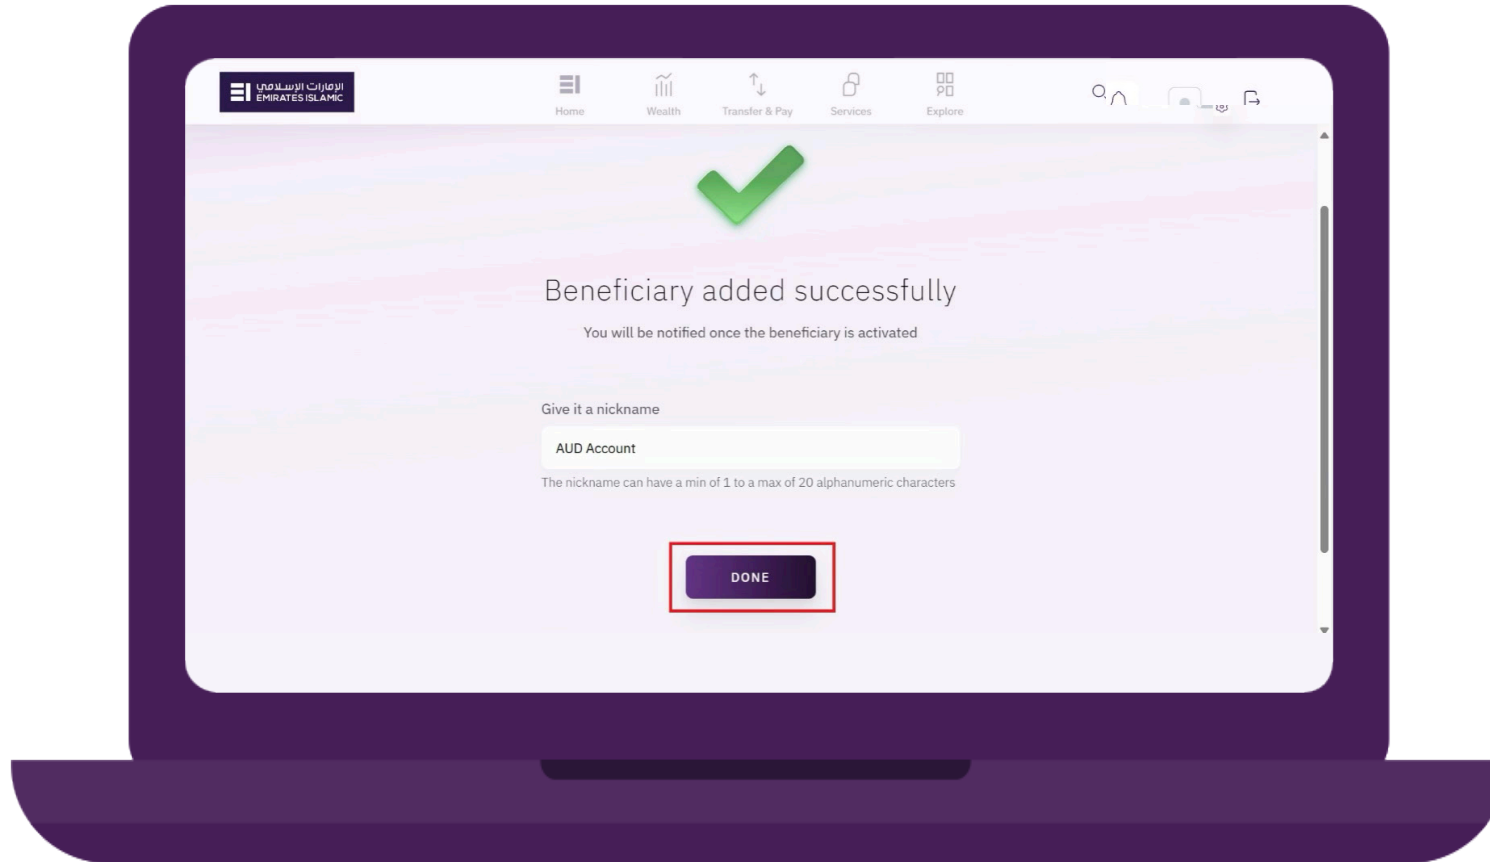 الإمارات الإسلامي
EMIRATES ISLAMIC
Home
Wealth
Transfer & Pay
Services
Explore
Beneficiary added successfully
You will be notified once the beneficiary is activated
Give it a nickname
AUD Account
The nickname can have a min of 1 to a max of 20 alphanumeric characters
DONE